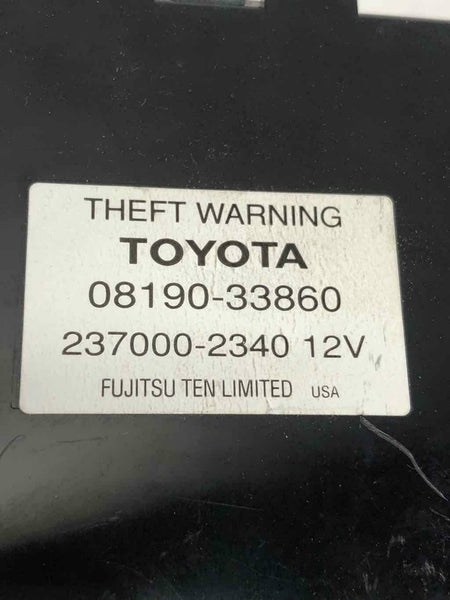 THEFT WARNING
TOYOTA
08190-33860
237000-2340 12V
FUJITSU TEN LIMITED USA